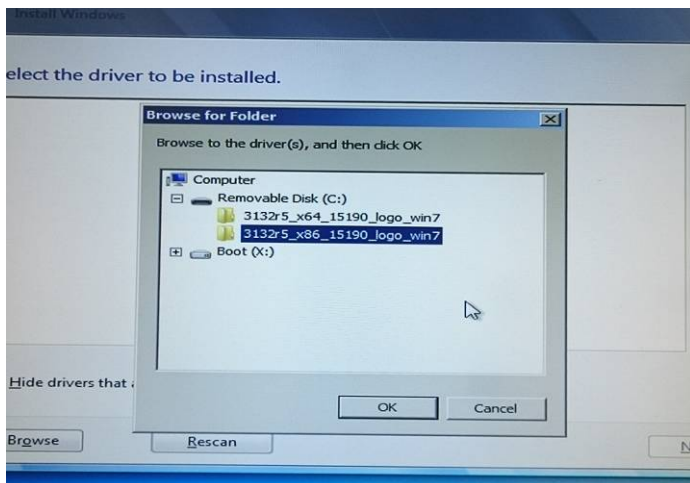 Install Windows
elect the driver to be installed.
Browse for Folder
Browse to the driver(s), and then click OK
Computer
Removable Disk (C:)
3132r5_x64_15190_logo_win7
3132r5_x86_15190_logo_win7
Boot (X:)
Hide drivers that
OK
Cancel
Browse
Rescan
N